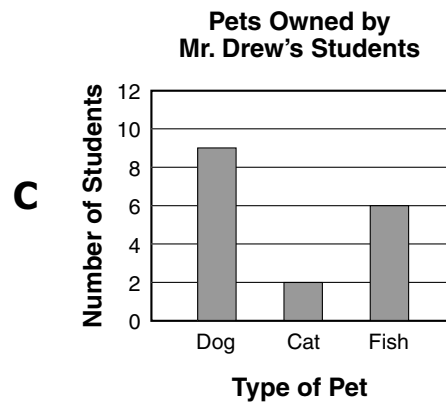 Pets Owned by
Mr. Drew's Students
C
Number of Students
12
10
8
6
4
2
0
Dog Cat Fish
Type of Pet